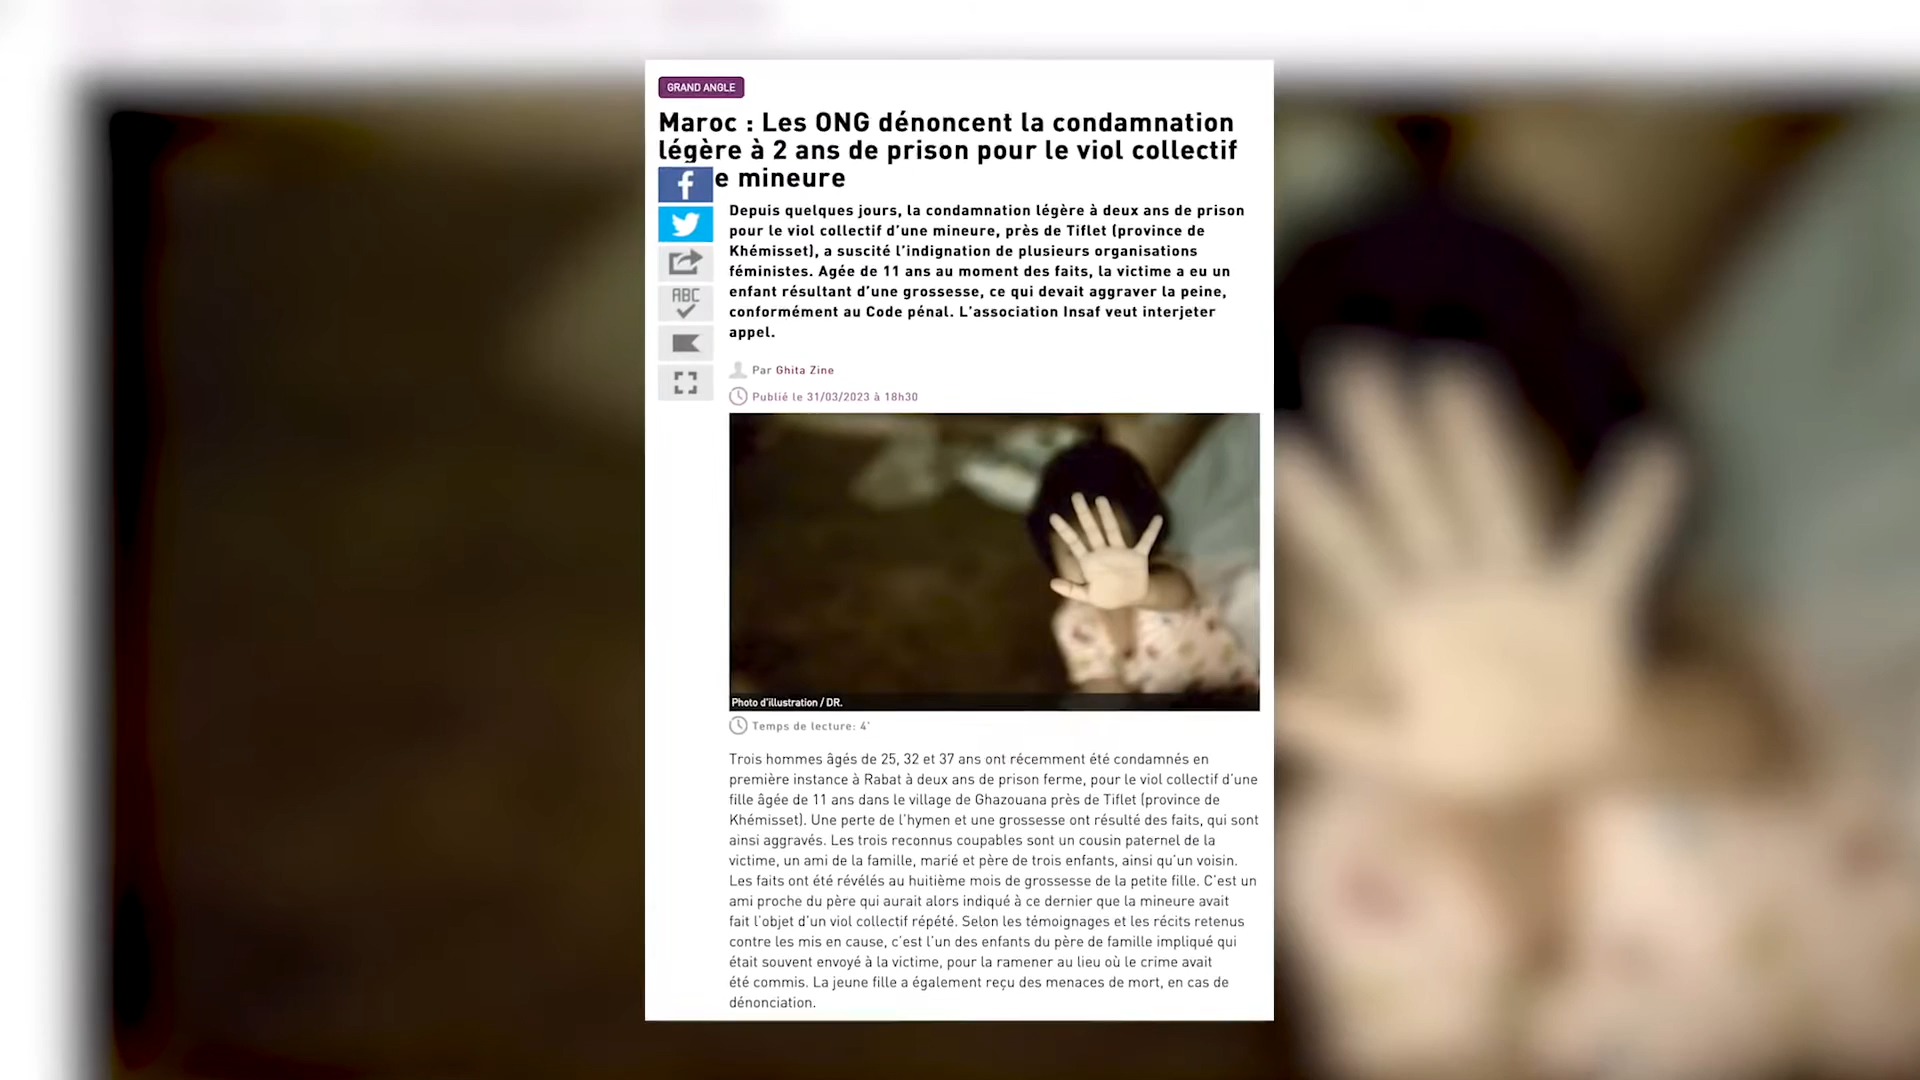 GRAND ANGLE
Maroc : Les ONG dénoncent la condamnation
légère à 2 ans de prison pour le viol collectif
e mineure
Depuis quelques jours, la condamnation légère à deux ans de prison
pour le viol collectif d'une mineure, près de Tiflet (province de
Khémisset), a suscité l'indignation de plusieurs organisations
féministes. Agée de 11 ans au moment des faits, la victime a eu un
enfant résultant d'une grossesse, ce qui devait aggraver la peine,
conformément au Code pénal. L'association Insaf veut interjeter
appel.
ABC
Par Ghita Zine
Publié le 31/03/2023 à 18h30
Photo d'illustration / DR.
Temps de lecture: 4'
Trois hommes âgés de 25, 32 et 37 ans ont récemment été condamnés en
première instance à Rabat à deux ans de prison ferme, pour le viol collectif d'une
fille âgée de 11 ans dans le village de Ghazouana près de Tiflet (province de
Khémisset). Une perte de l'hymen et une grossesse ont résulté des faits, qui sont
ainsi aggravés. Les trois reconnus coupables sont un cousin paternel de la
victime, un ami de la famille, marié et père de trois enfants, ainsi qu'un voisin.
Les faits ont été révélés au huitième mois de grossesse de la petite fille. C'est un
ami proche du père qui aurait alors indiqué à ce dernier que la mineure avait
fait l'objet d'un viol collectif répété. Selon les témoignages et les récits retenus
contre les mis en cause, c'est l'un des enfants du père de famille impliqué qui
était souvent envoyé à la victime, pour la ramener au lieu où le crime avait
été commis. La jeune fille a également reçu des menaces de mort, en cas de
dénonciation.